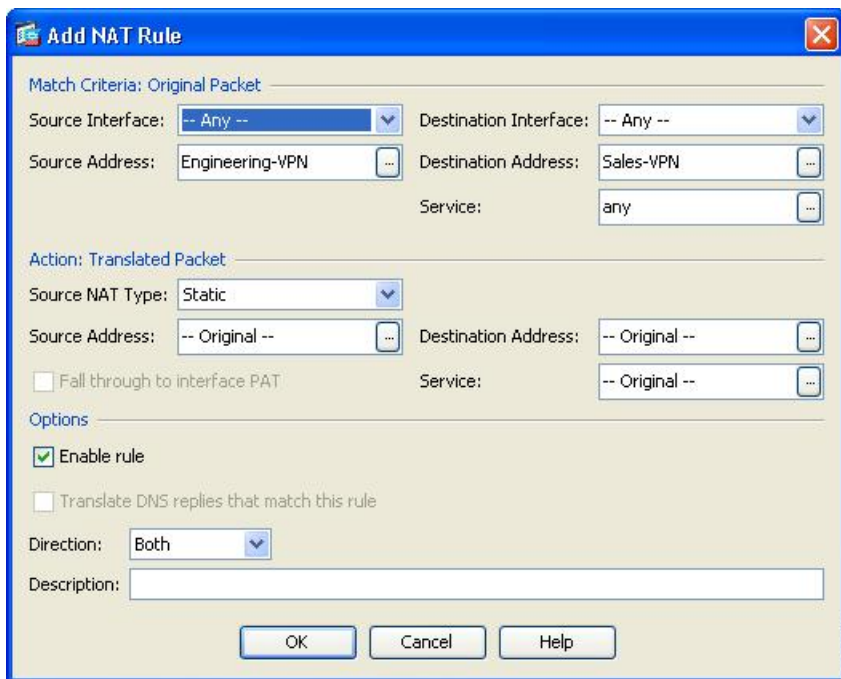 Add NAT Rule
Match Criteria: Original Packet
Source Interface: -- Any -- Destination Interface: -- Any --
Source Address: Engineering-VPN ... Destination Address: Sales-VPN ...
Service: any ...
Action: Translated Packet
Source NAT Type: Static
Source Address: -- Original -- ... Destination Address: -- Original -- ...
Fall through to interface PAT Service: -- Original -- ...
Options
Enable rule
Translate DNS replies that match this rule
Direction: Both
Description:
OK Cancel Help